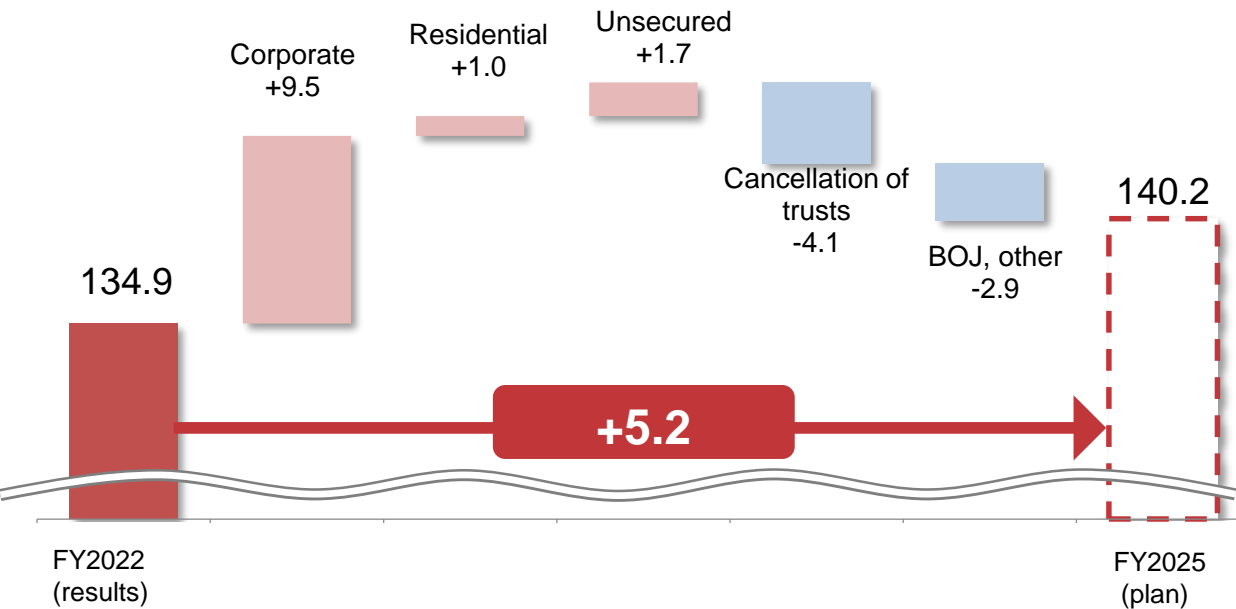 Corporate
+9.5
Residential
+1.0
Unsecured
+1.7
Cancellation of
trusts
-4.1
BOJ, other
-2.9
134.9
140.2
+5.2
FY2022
(results)
FY2025
(plan)